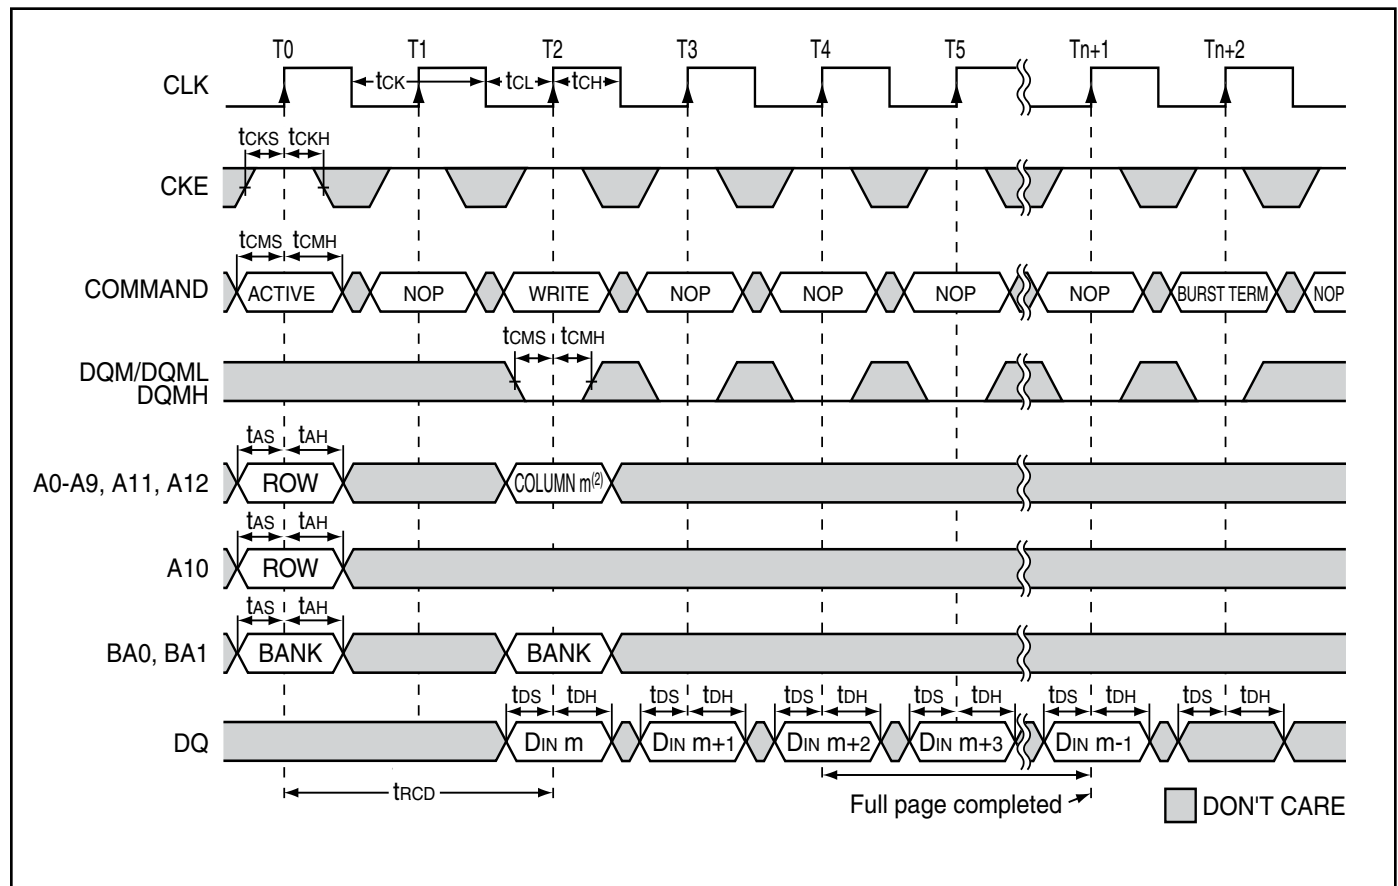 T0 T1 T2 T3 T4 T5 Tn+1 Tn+2
CLK tCK tCL tCH
tCKS tCKH
CKE
tCMS tCMH
COMMAND ACTIVE NOP WRITE NOP NOP NOP NOP BURST TERM NOP
tCMS tCMH
DQM/DQML
DQMH
tAS tAH
A0-A9, A11, A12 ROW COLUMN m(2)
tAS tAH
A10 ROW
tAS tAH
BA0, BA1 BANK BANK
tDS tDH tDS tDH tDS tDH tDS tDH tDS tDH tDS tDH
DQ DIN m DIN m+1 DIN m+2 DIN m+3 DIN m-1
tRCD
Full page completed DON'T CARE